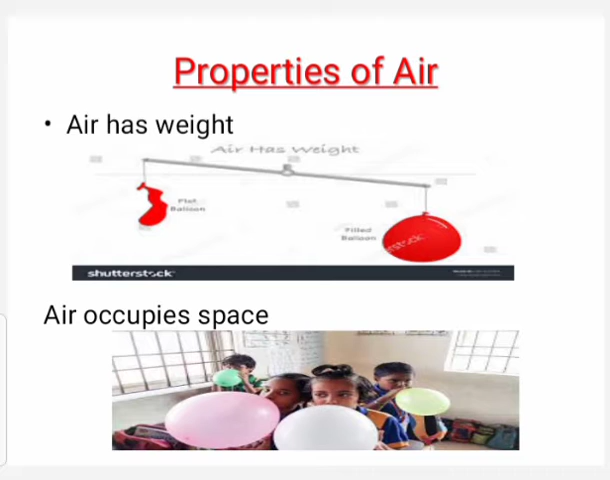 Properties of Air
• Air has weight
Air Has Weight
Flat
Balloon
Filled
Balloon
shutterstock
Air occupies space